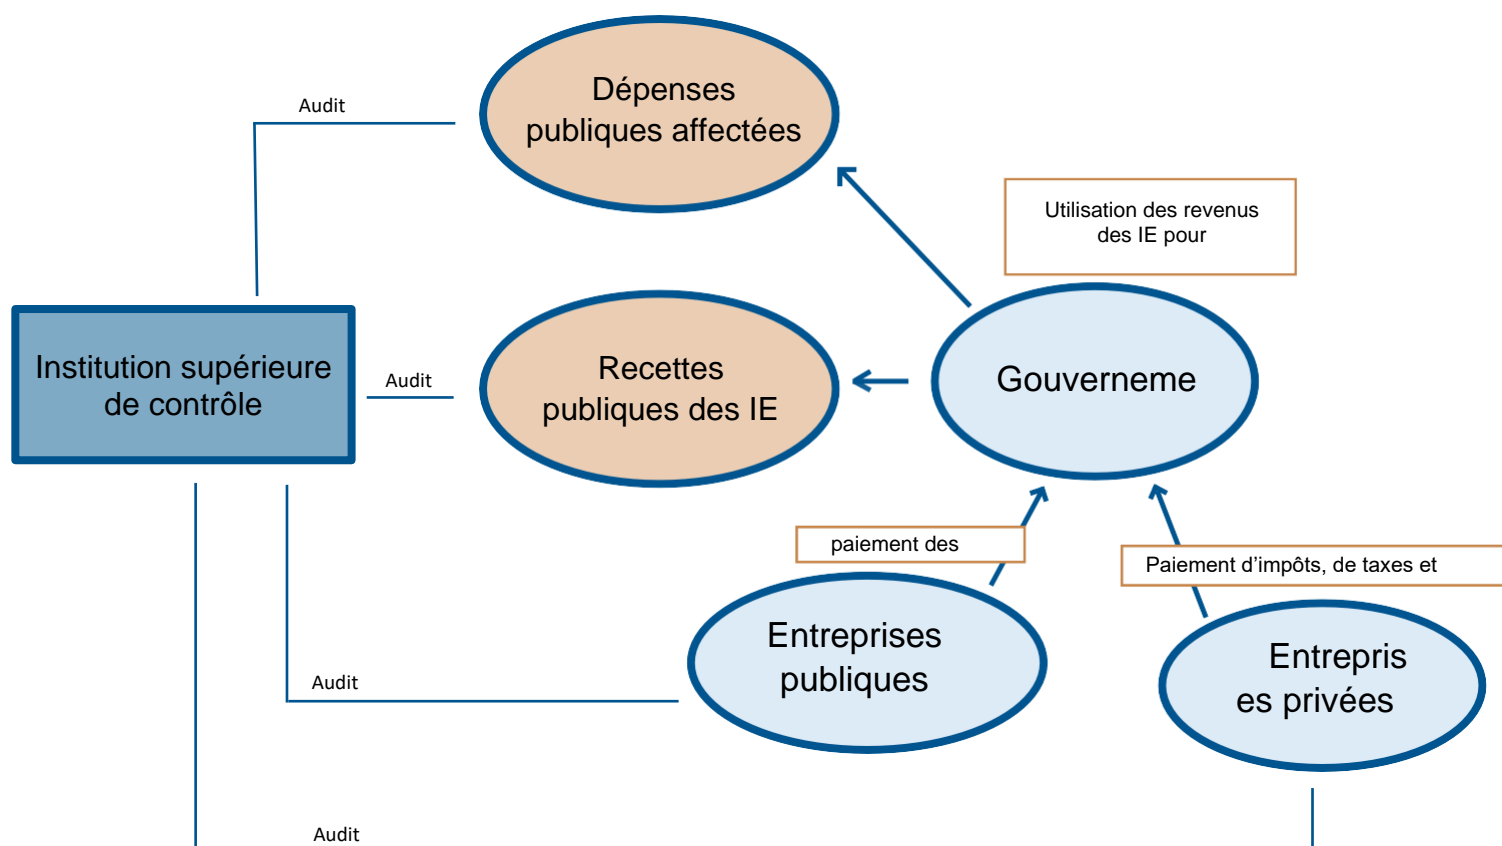 Dépenses
publiques affectées
Audit
Utilisation des revenus
des IE pour
Institution supérieure
de contrôle
Audit
Recettes
publiques des IE
Gouverneme
paiement des
Paiement d’impôts, de taxes et
Entreprises
publiques
Entrepris
es privées
Audit
Audit